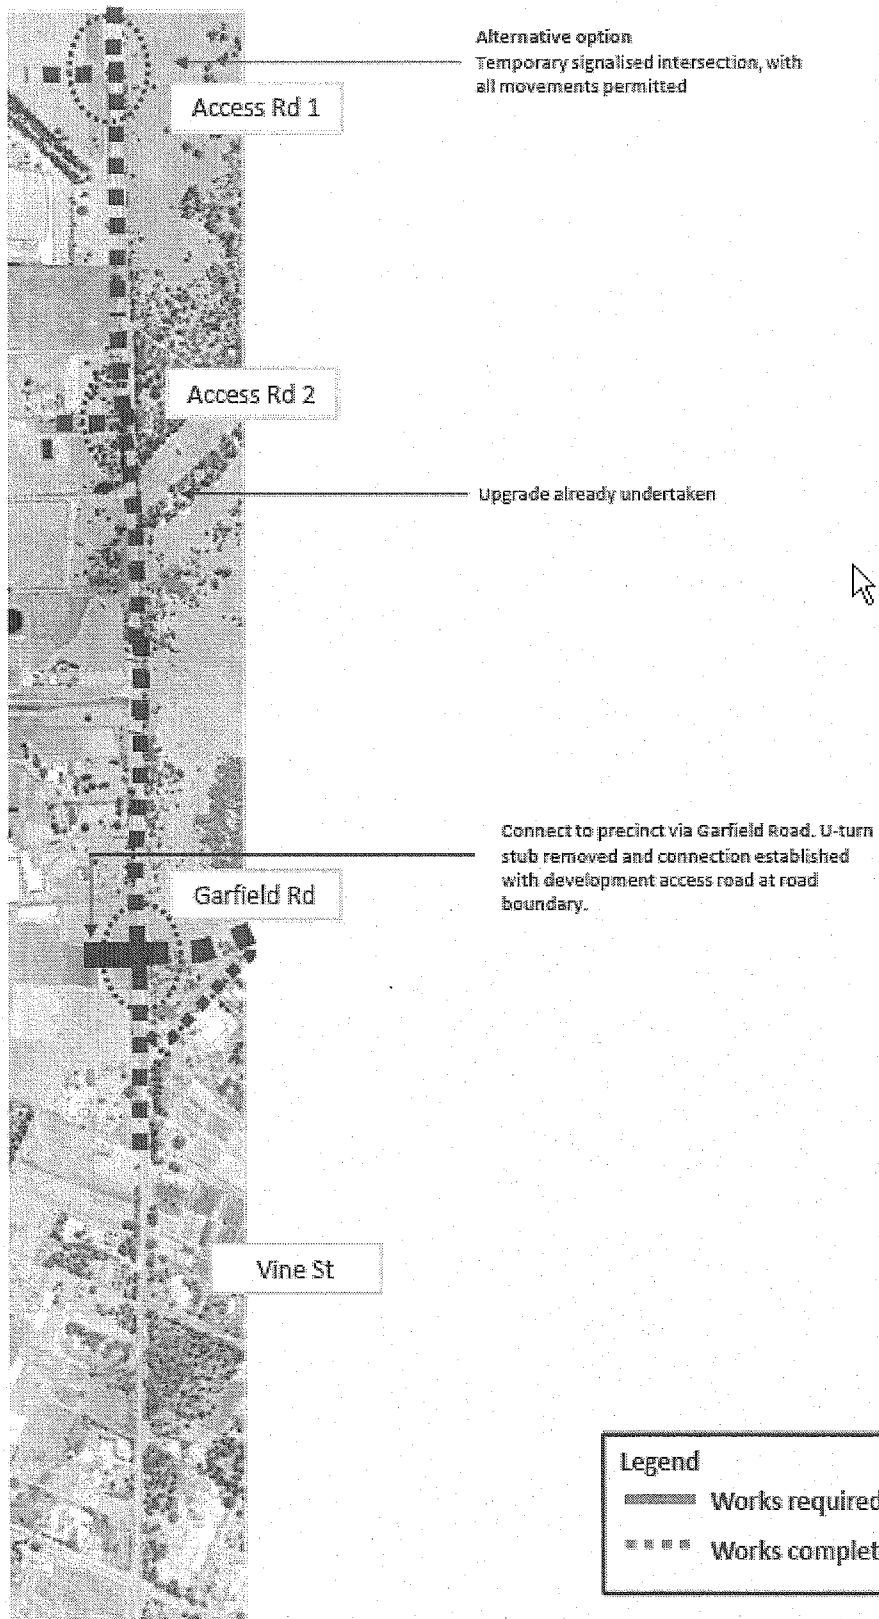 Alternative option
Temporary signalised intersection, with
all movements permitted
Access Rd 1
Access Rd 2
Upgrade already undertaken
Connect to precinct via Garfield Road. U-turn
stub removed and connection established
with development access road at road
boundary.
Garfield Rd
Vine St
Legend
Works required
Works complet